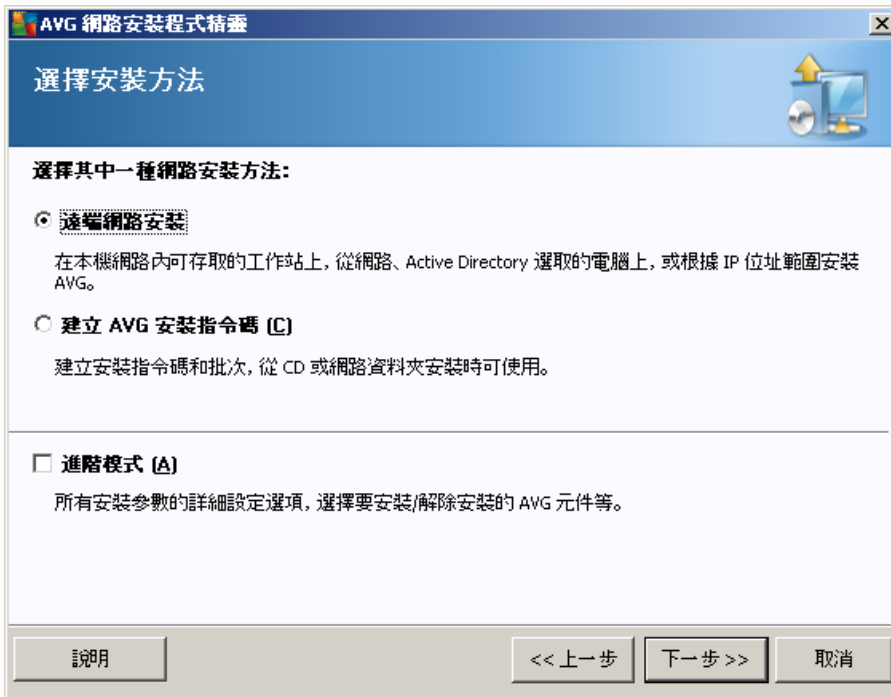 AVG 網路安裝程式精靈
選擇安裝方法
選擇其中一種網路安裝方法:
遠端網路安裝
在本機網路內可存取的工作站上, 從網路、Active Directory 選取的電腦上, 或根據 IP 位址範圍安裝
AVG。
建立 AVG 安裝指令碼 (C)
建立安裝指令碼和批次, 從 CD 或網路資料夾安裝時可使用。
進階模式 (A)
所有安裝參數的詳細設定選項, 選擇要安裝/解除安裝的 AVG 元件等。
說明
<< 上一步
下一步 >>
取消